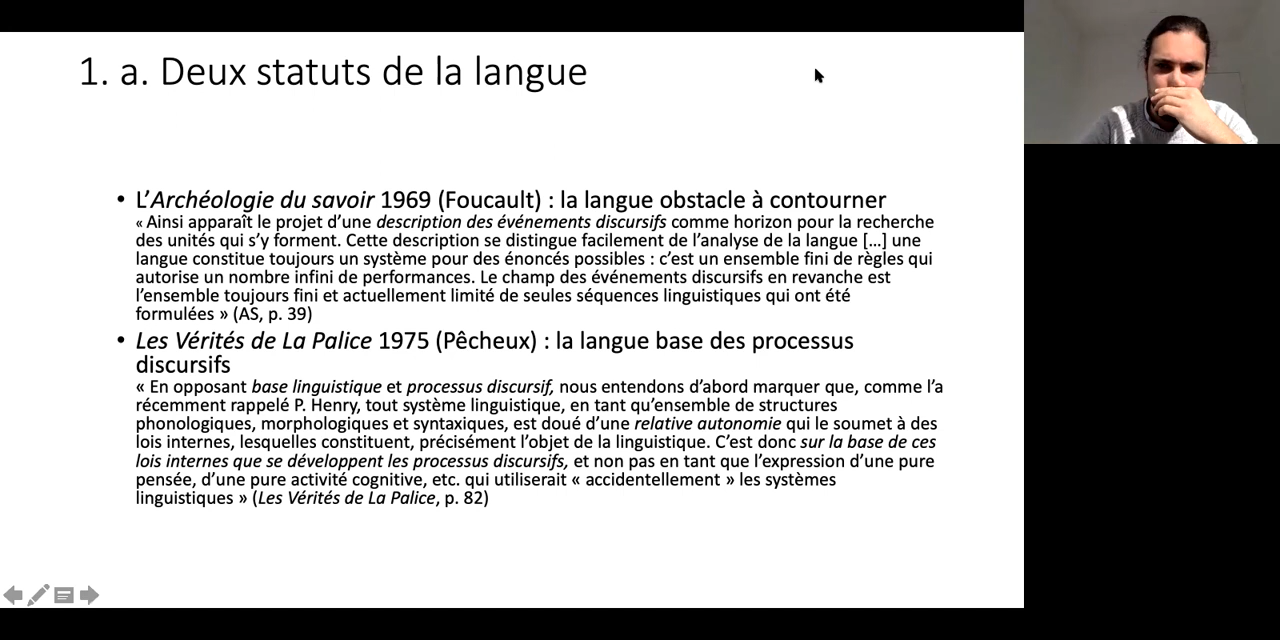 1. a. Deux statuts de la langue
• L’Archéologie du savoir 1969 (Foucault) : la langue obstacle à contourner
« Ainsi apparaît le projet d’une description des événements discursifs comme horizon pour la recherche
des unités qui s’y forment. Cette description se distingue facilement de l’analyse de la langue […] une
langue constitue toujours un système pour des énoncés possibles : c’est un ensemble fini de règles qui
autorise un nombre infini de performances. Le champ des événements discursifs en revanche est
l’ensemble toujours fini et actuellement limité de seules séquences linguistiques qui ont été
formulées » (AS, p. 39)
• Les Vérités de La Palice 1975 (Pêcheux) : la langue base des processus
discursifs
« En opposant base linguistique et processus discursif, nous entendons d’abord marquer que, comme l’a
récemment rappelé P. Henry, tout système linguistique, en tant qu’ensemble de structures
phonologiques, morphologiques et syntaxiques, est doué d’une relative autonomie qui le soumet à des
lois internes, lesquelles constituent, précisément l’objet de la linguistique. C’est donc sur la base de ces
lois internes que se développent les processus discursifs, et non pas en tant que l’expression d’une pure
pensée, d’une pure activité cognitive, etc. qui utiliserait « accidentellement » les systèmes
linguistiques » (Les Vérités de La Palice, p. 82)